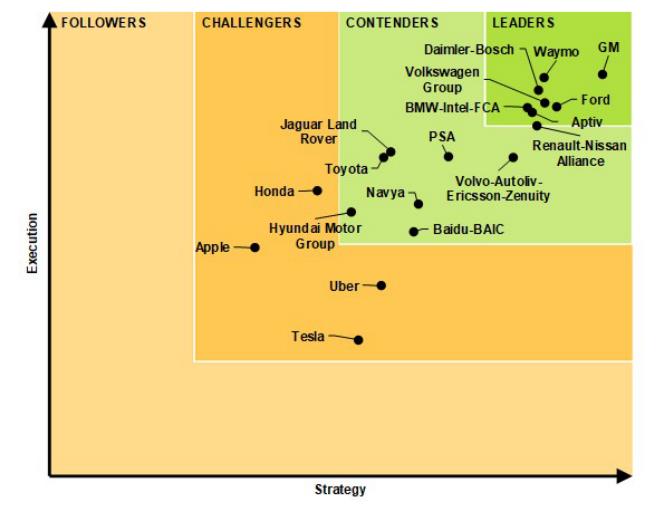 FOLLOWERS
CHALLENGERS
CONTENDERS
LEADERS
Daimler-Bosch
Waymo
GM
Volkswagen
Group
BMW-Intel-FCA
Ford
Aptiv
Jaguar Land
Rover
PSA
Renault-Nissan
Alliance
Toyota
Volvo-Autoliv-
Ericsson-Zenuity
Honda
Navya
Hyundai Motor
Group
Baidu-BAIC
Apple
Uber
Tesla
Execution
Strategy